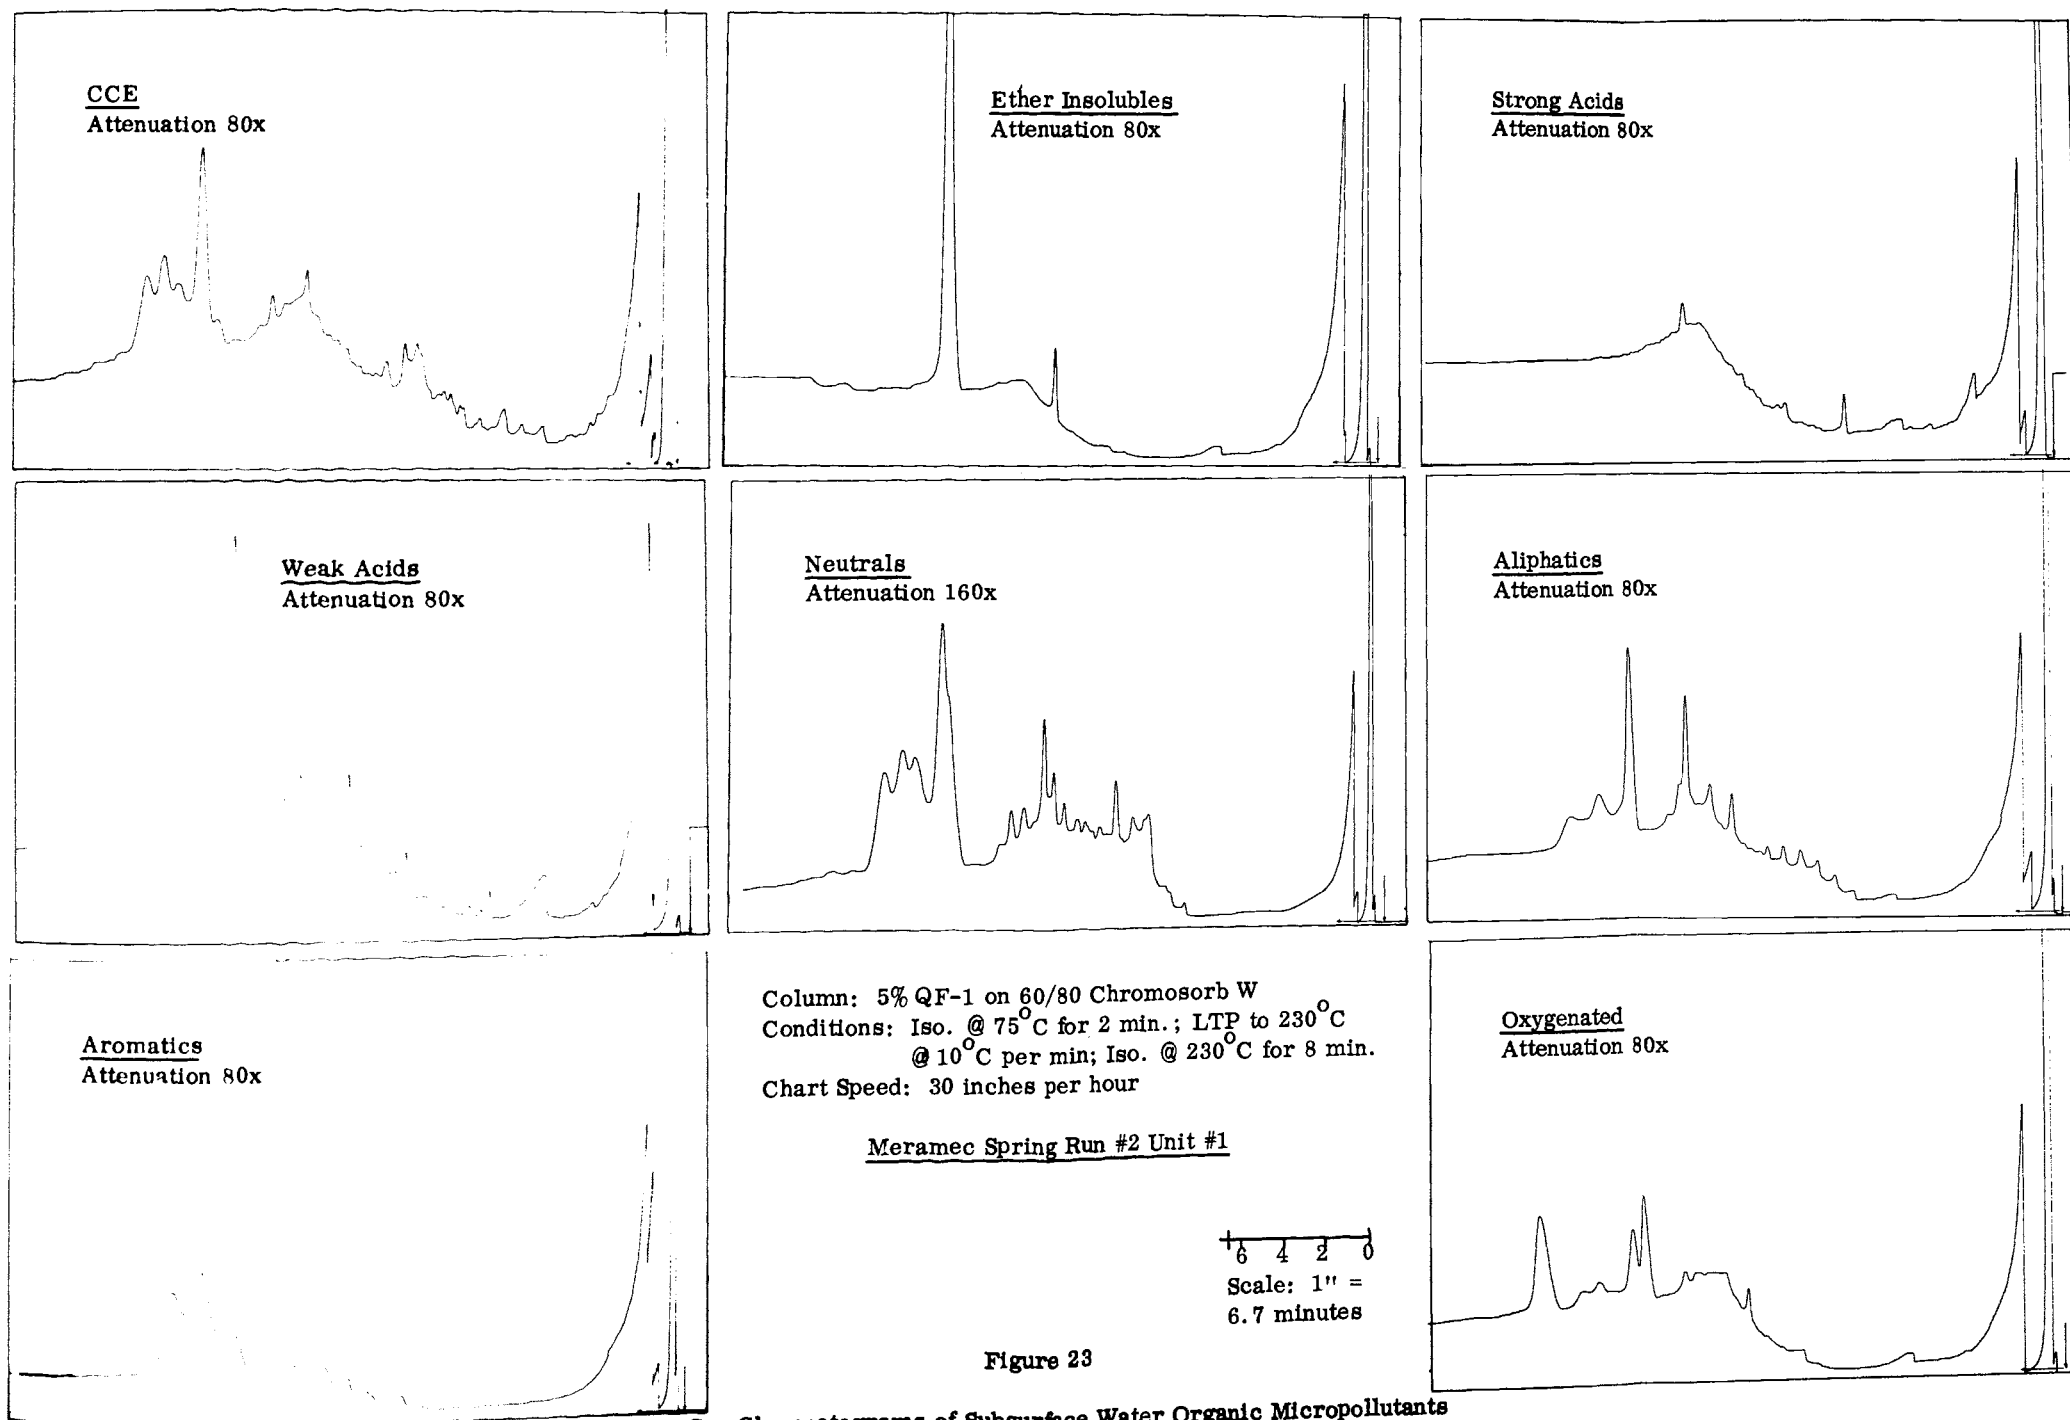 CCE
Attenuation 80x
Ether Insolubles
Attenuation 80x
Strong Acids
Attenuation 80x
Weak Acids
Attenuation 80x
Neutrals
Attenuation 160x
Aliphatics
Attenuation 80x
Aromatics
Attenuation 80x
Column: 5% QF-1 on 60/80 Chromosorb W
Conditions: Iso. @ 75°C for 2 min.; LTP to 230°C
@ 10°C per min; Iso. @ 230°C for 8 min.
Chart Speed: 30 inches per hour
Meramec Spring Run #2 Unit #1
6 4 2 0
Scale: 1" =
6.7 minutes
Oxygenated
Attenuation 80x
Figure 23
Chromatograms of Subsurface Water Organic Micropollutants